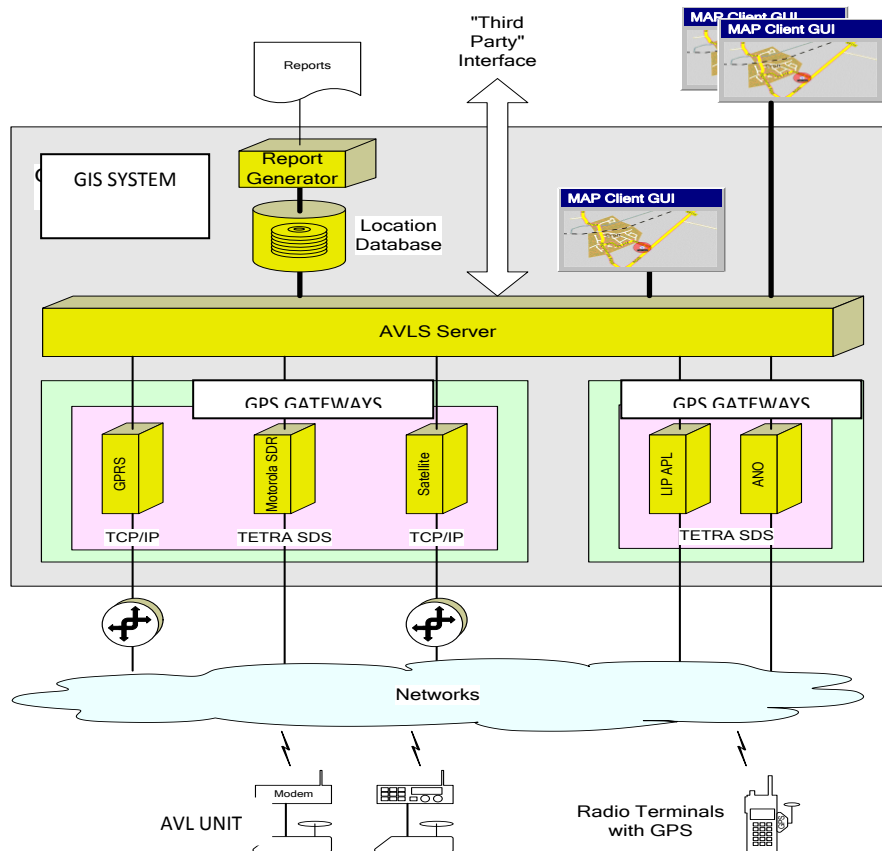 "Third
Party"
Interface
MAP Client GUI
MAP Client GUI
Reports
Report
Generator
GIS SYSTEM
MAP Client GUI
Location
Database
AVLS Server
GPS GATEWAYS
GPS GATEWAYS
GPRS
Motorola SDR
Satellite
LIP APL
ANO
TCP/IP
TETRA SDS
TCP/IP
TETRA SDS
Networks
Modem
AVL UNIT
Radio Terminals
with GPS
GPS